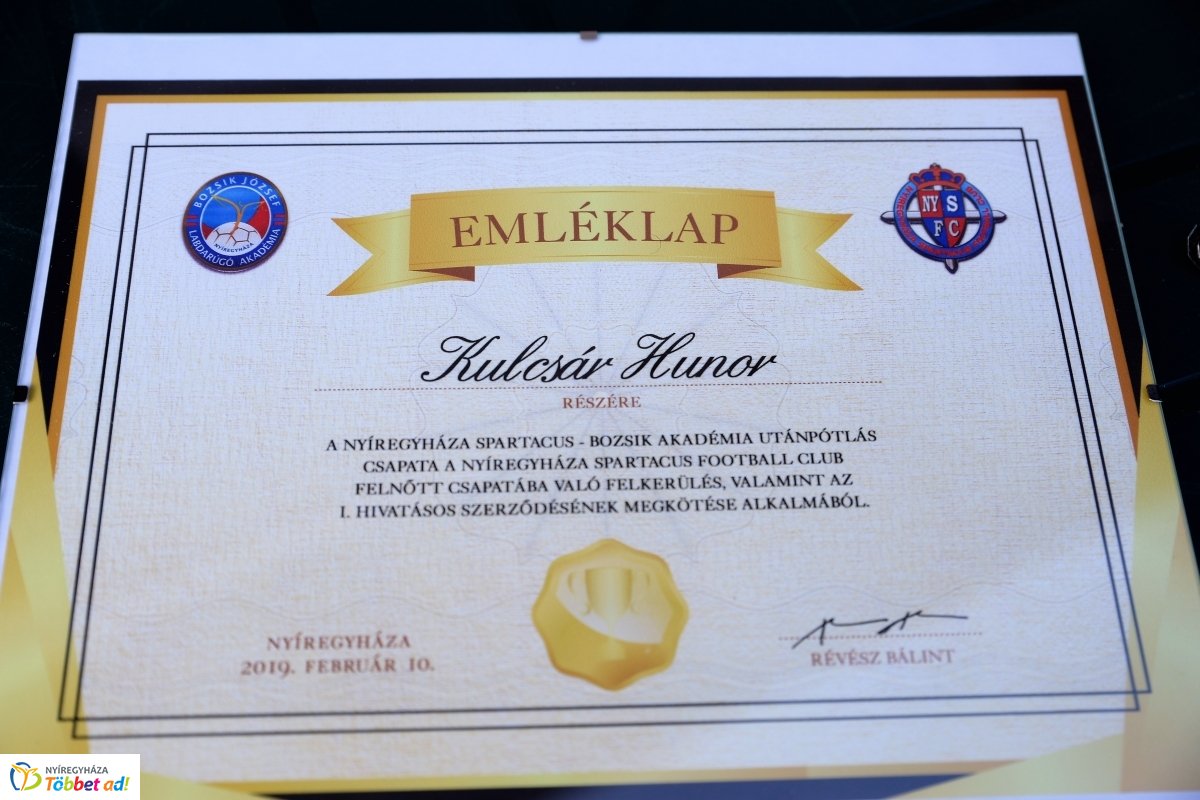 BOZSIK JÓZSEF
LABDARÚGÓ AKADÉMIA
NYÍREGYHÁZA
EMLÉKLAP
NY S
F C
Kulcsár Hunor
RÉSZÉRE
A NYÍREGYHÁZA SPARTACUS - BOZSIK AKADÉMIA UTÁNPÓTLÁS
CSAPATA A NYÍREGYHÁZA SPARTACUS FOOTBALL CLUB
FELNŐTT CSAPATÁBA VALÓ FELKERÜLÉS, VALAMINT AZ
I. HIVATÁSOS SZERZŐDÉSÉNEK MEGKÖTÉSE ALKALMÁBÓL.
NYÍREGYHÁZA
2019. FEBRUÁR 10.
RÉVÉSZ BÁLINT
NYÍREGYHÁZA
Többet ad!